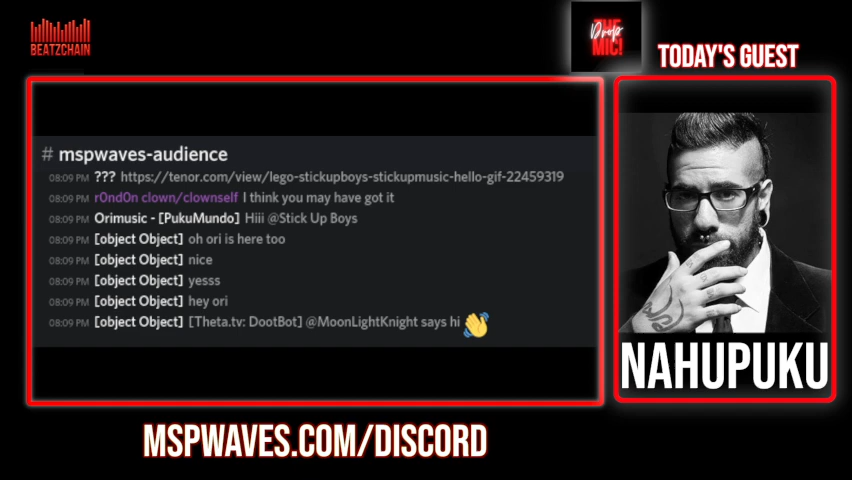 BEATZCHAIN
THE
Drop
MIC!
TODAY'S GUEST
# mspwaves-audience
08:09 PM ??? https://tenor.com/view/lego-stickupboys-stickupmusic-hello-gif-22459319
08:09 PM r0nd0n clown/clownself I think you may have got it
08:09 PM Orimusic - [PukuMundo] Hiii @Stick Up Boys
08:09 PM [object Object] oh ori is here too
08:09 PM [object Object] nice
08:09 PM [object Object] yesss
08:09 PM [object Object] hey ori
08:09 PM [object Object] [Theta.tv: DootBot] @MoonLightKnight says hi 👋
NAHUPUKU
MSPWAVES.COM/DISCORD